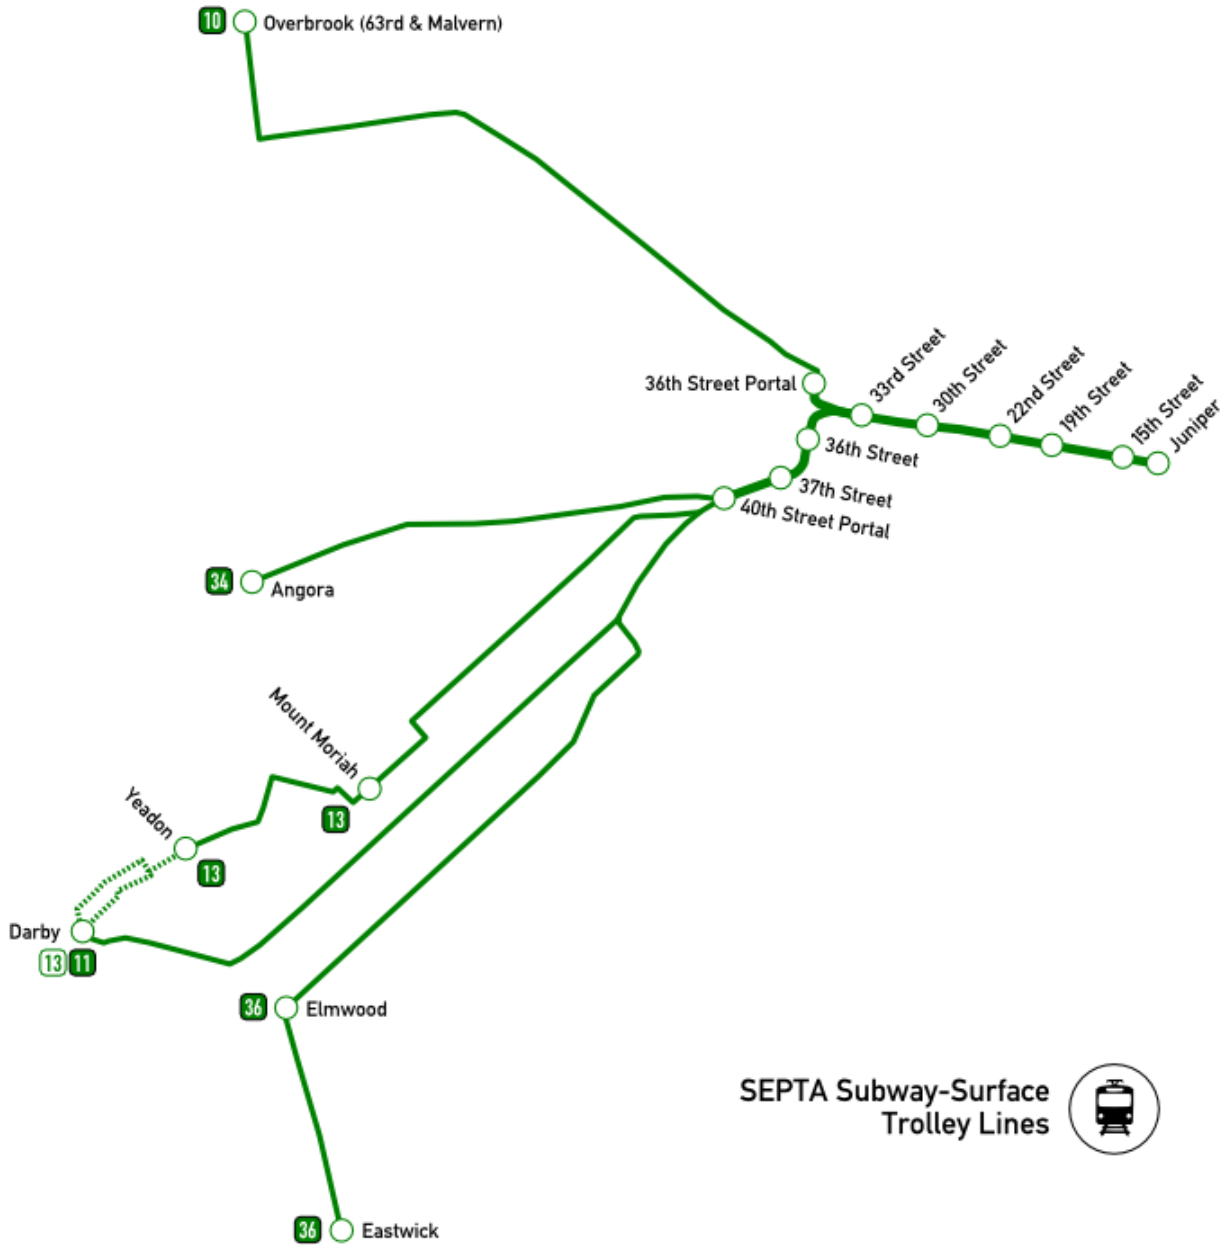 10 Overbrook (63rd & Malvern)
36th Street Portal
33rd Street
30th Street
22nd Street
19th Street
15th Street
Juniper
36th Street
37th Street
40th Street Portal
34 Angora
Mount Moriah
13
Yeadon
13
Darby
13 11
36 Elmwood
SEPTA Subway-Surface
Trolley Lines
36 Eastwick